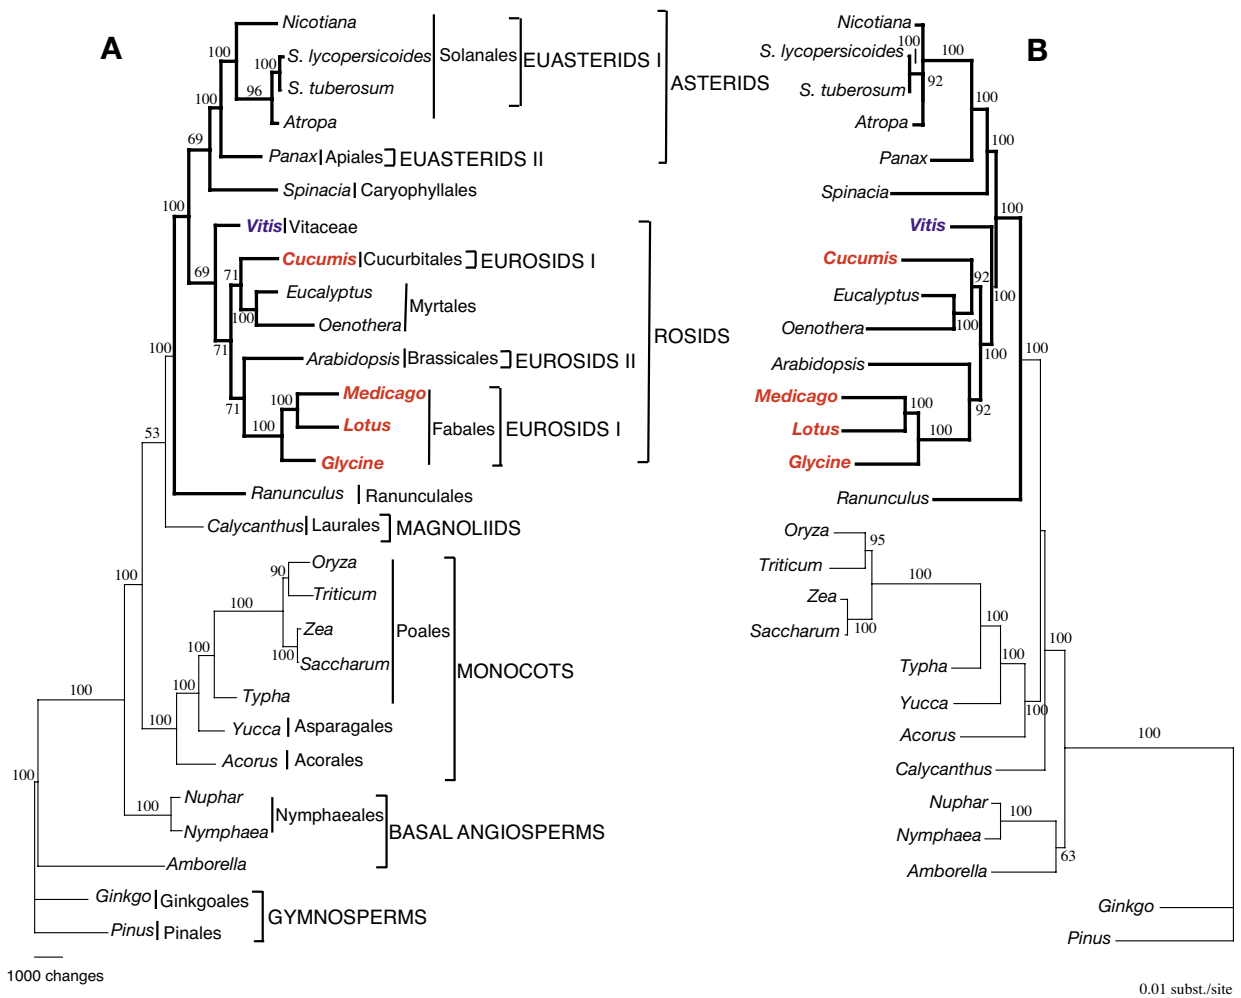 A
B
Nicotiana
S. lycopersicoides
S. tuberosum
Atropa
Solanales
EUASTERIDS I
ASTERIDS
Panax
Apiales
EUASTERIDS II
Spinacia
Caryophyllales
Vitis
Vitaceae
Cucumis
Cucurbitales
EUROSIDS I
Eucalyptus
Oenothera
Myrtales
ROSIDS
Arabidopsis
Brassicales
EUROSIDS II
Medicago
Lotus
Glycine
Fabales
EUROSIDS I
Ranunculus
Ranunculales
Calycanthus
Laurales
MAGNOLIIDS
Oryza
Triticum
Zea
Saccharum
Typha
Poales
MONOCOTS
Yucca
Asparagales
Acorus
Acorales
Nuphar
Nymphaea
Nymphaeales
BASAL ANGIOSPERMS
Amborella
Ginkgo
Ginkgoales
GYMNOSPERMS
Pinus
Pinales
100
100
96
100
69
100
69
71
100
71
71
100
100
100
53
100
90
100
100
100
100
100
100
100
100
1000 changes
Nicotiana
S. lycopersicoides
S. tuberosum
Atropa
Panax
Spinacia
Vitis
Cucumis
Eucalyptus
Oenothera
Arabidopsis
Medicago
Lotus
Glycine
Ranunculus
Oryza
Triticum
Zea
Saccharum
Typha
Yucca
Acorus
Calycanthus
Nuphar
Nymphaea
Amborella
Ginkgo
Pinus
100
100
92
100
100
100
92
100
100
100
100
92
100
100
95
100
100
100
100
100
100
100
63
0.01 subst./site